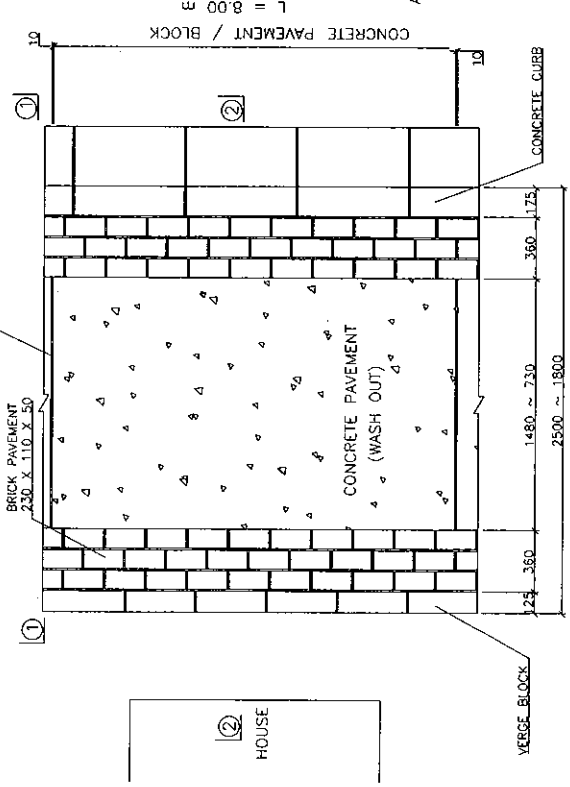 BRICK PAVEMENT
230 X 110 X 50
1
1
10
2
CONCRETE PAVEMENT / BLOCK
L = 8.00 m
10
2
HOUSE
CONCRETE PAVEMENT
(WASH OUT)
VERGE BLOCK
CONCRETE CURB
125
360
1480 ~ 730
360
175
2500 ~ 1800